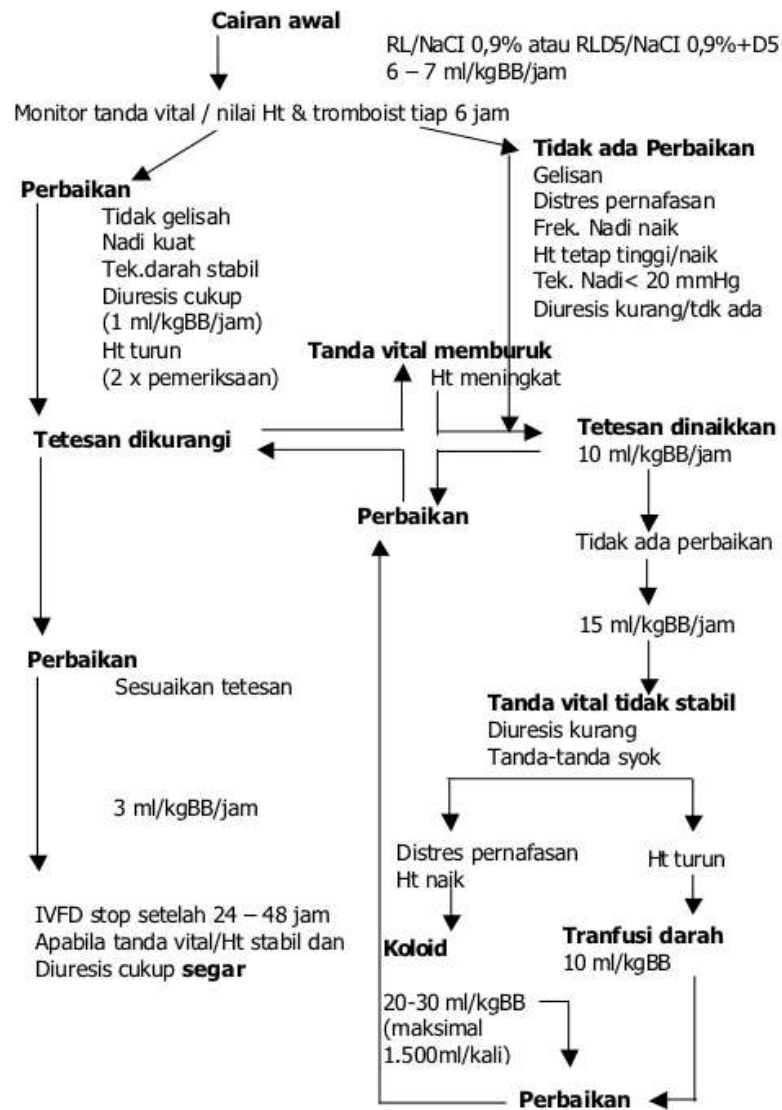 Cairan awal
RL/NaCI 0,9% atau RLD5/NaCI 0,9%+D5
6 – 7 ml/kgBB/jam
Monitor tanda vital / nilai Ht & tromboist tiap 6 jam
Perbaikan
Tidak gelisah
Nadi kuat
Tek.darah stabil
Diuresis cukup
(1 ml/kgBB/jam)
Ht turun
(2 x pemeriksaan)
Tidak ada Perbaikan
Gelisan
Distres pernafasan
Frek. Nadi naik
Ht tetap tinggi/naik
Tek. Nadi< 20 mmHg
Diuresis kurang/tdk ada
Tanda vital memburuk
Ht meningkat
Tetesan dikurangi
Tetesan dinaikkan
10 ml/kgBB/jam
Perbaikan
Tidak ada perbaikan
15 ml/kgBB/jam
Perbaikan
Sesuaikan tetesan
3 ml/kgBB/jam
IVFD stop setelah 24 – 48 jam
Apabila tanda vital/Ht stabil dan
Diuresis cukup segar
Tanda vital tidak stabil
Diuresis kurang
Tanda-tanda syok
Distres pernafasan
Ht naik
Ht turun
Koloid
20-30 ml/kgBB
(maksimal
1.500ml/kali)
Tranfusi darah
10 ml/kgBB
Perbaikan